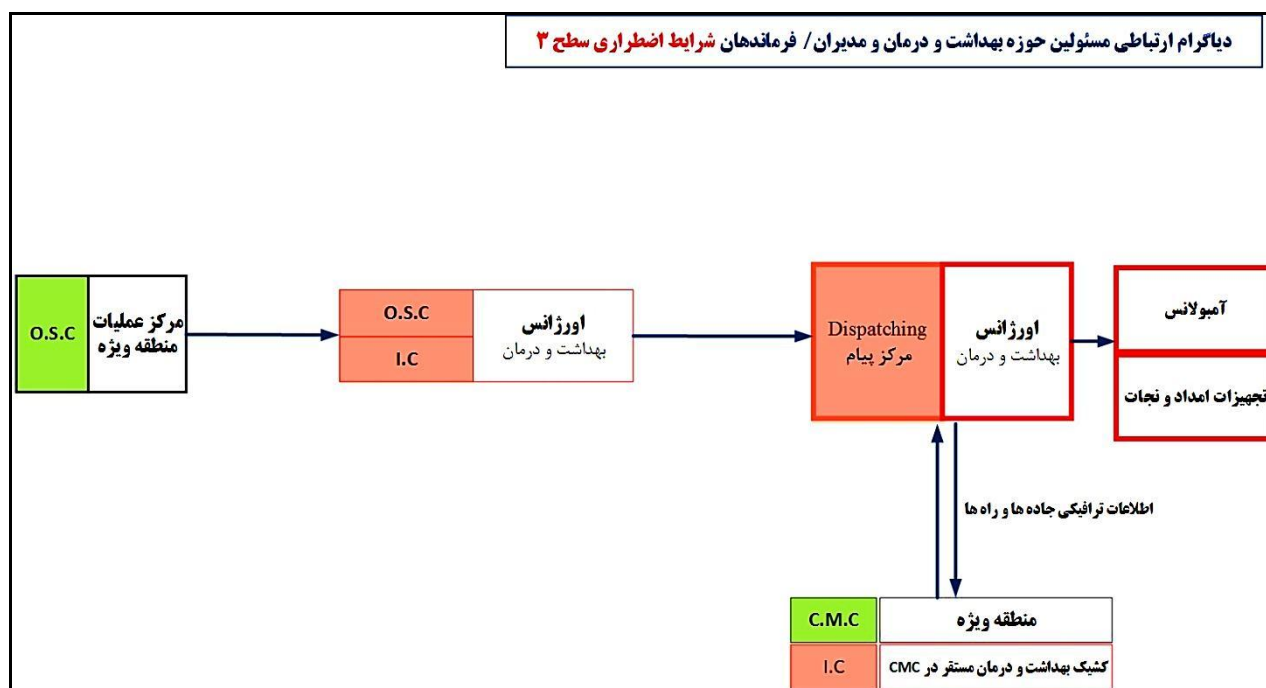 دیاگرام ارتباطی مسئولین حوزه بهداشت و درمان و مدیران/ فرماندهان شرایط اضطراری سطح ۳
O.S.C
مرکز عملیات
منطقه ویژه
O.S.C
I.C
اورژانس
بهداشت و درمان
Dispatching
مرکز پیام
اورژانس
بهداشت و درمان
آمبولانس
تجهیزات امداد و نجات
اطلاعات ترافیکی جاده ها و راه ها
C.M.C
منطقه ویژه
I.C
کشیک بهداشت و درمان مستقر در CMC